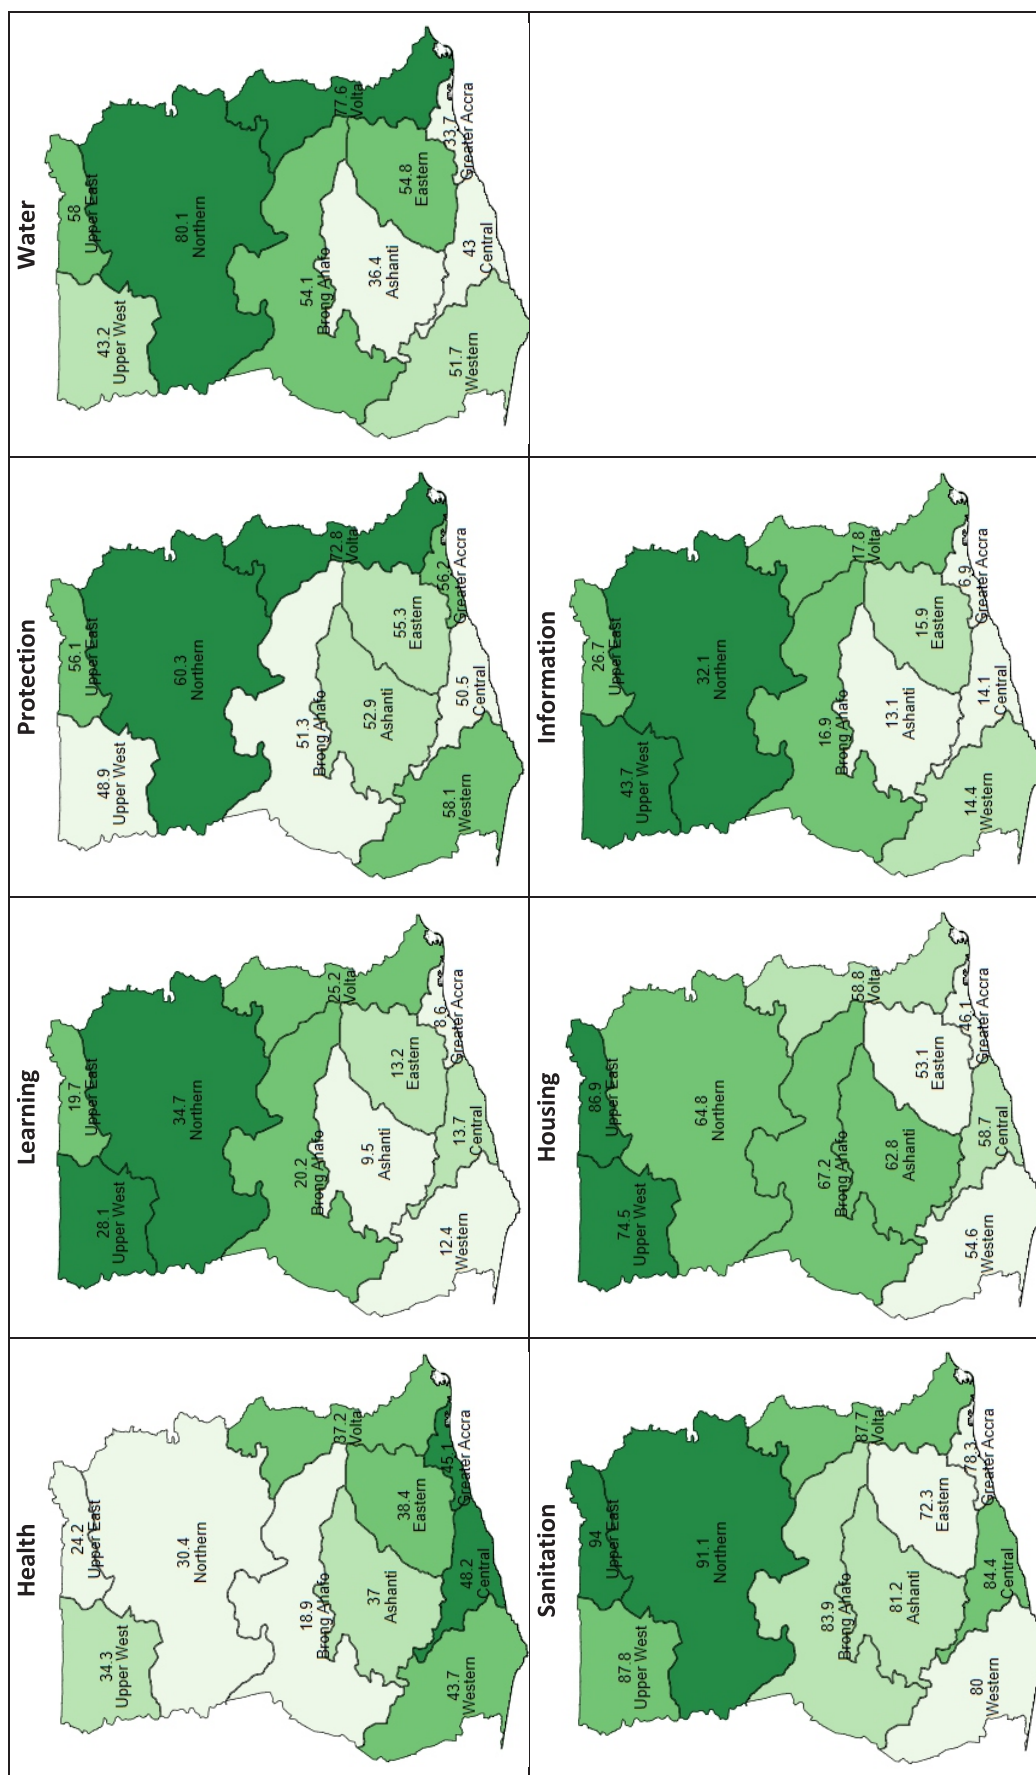 Health
24.2
Upper East
34.3
Upper West
30.4
Northern
18.9
Brong Ahafo
37.2
Volta
37
Ashanti
38.4
Eastern
45.1
Greater Accra
43.7
Western
48.2
Central
Learning
19.7
Upper East
28.1
Upper West
34.7
Northern
20.2
Brong Ahafo
25.2
Volta
9.5
Ashanti
13.2
Eastern
8.6
Greater Accra
12.4
Western
13.7
Central
Protection
56.1
Upper East
48.9
Upper West
60.3
Northern
51.3
Brong Ahafo
72.8
Volta
52.9
Ashanti
55.3
Eastern
56.2
Greater Accra
58.1
Western
50.5
Central
Water
58
Upper East
43.2
Upper West
80.1
Northern
54.1
Brong Ahafo
77.6
Volta
36.4
Ashanti
54.8
Eastern
33.7
Greater Accra
51.7
Western
43
Central
Sanitation
94
Upper East
87.8
Upper West
91.1
Northern
83.9
Brong Ahafo
87.7
Volta
81.2
Ashanti
72.3
Eastern
78.3
Greater Accra
80
Western
84.4
Central
Housing
86.9
Upper East
74.5
Upper West
64.8
Northern
67.2
Brong Ahafo
58.8
Volta
62.8
Ashanti
53.1
Eastern
46.1
Greater Accra
54.6
Western
58.7
Central
Information
26.7
Upper East
43.7
Upper West
32.1
Northern
16.9
Brong Ahafo
17.8
Volta
13.1
Ashanti
15.9
Eastern
6.9
Greater Accra
14.4
Western
14.1
Central